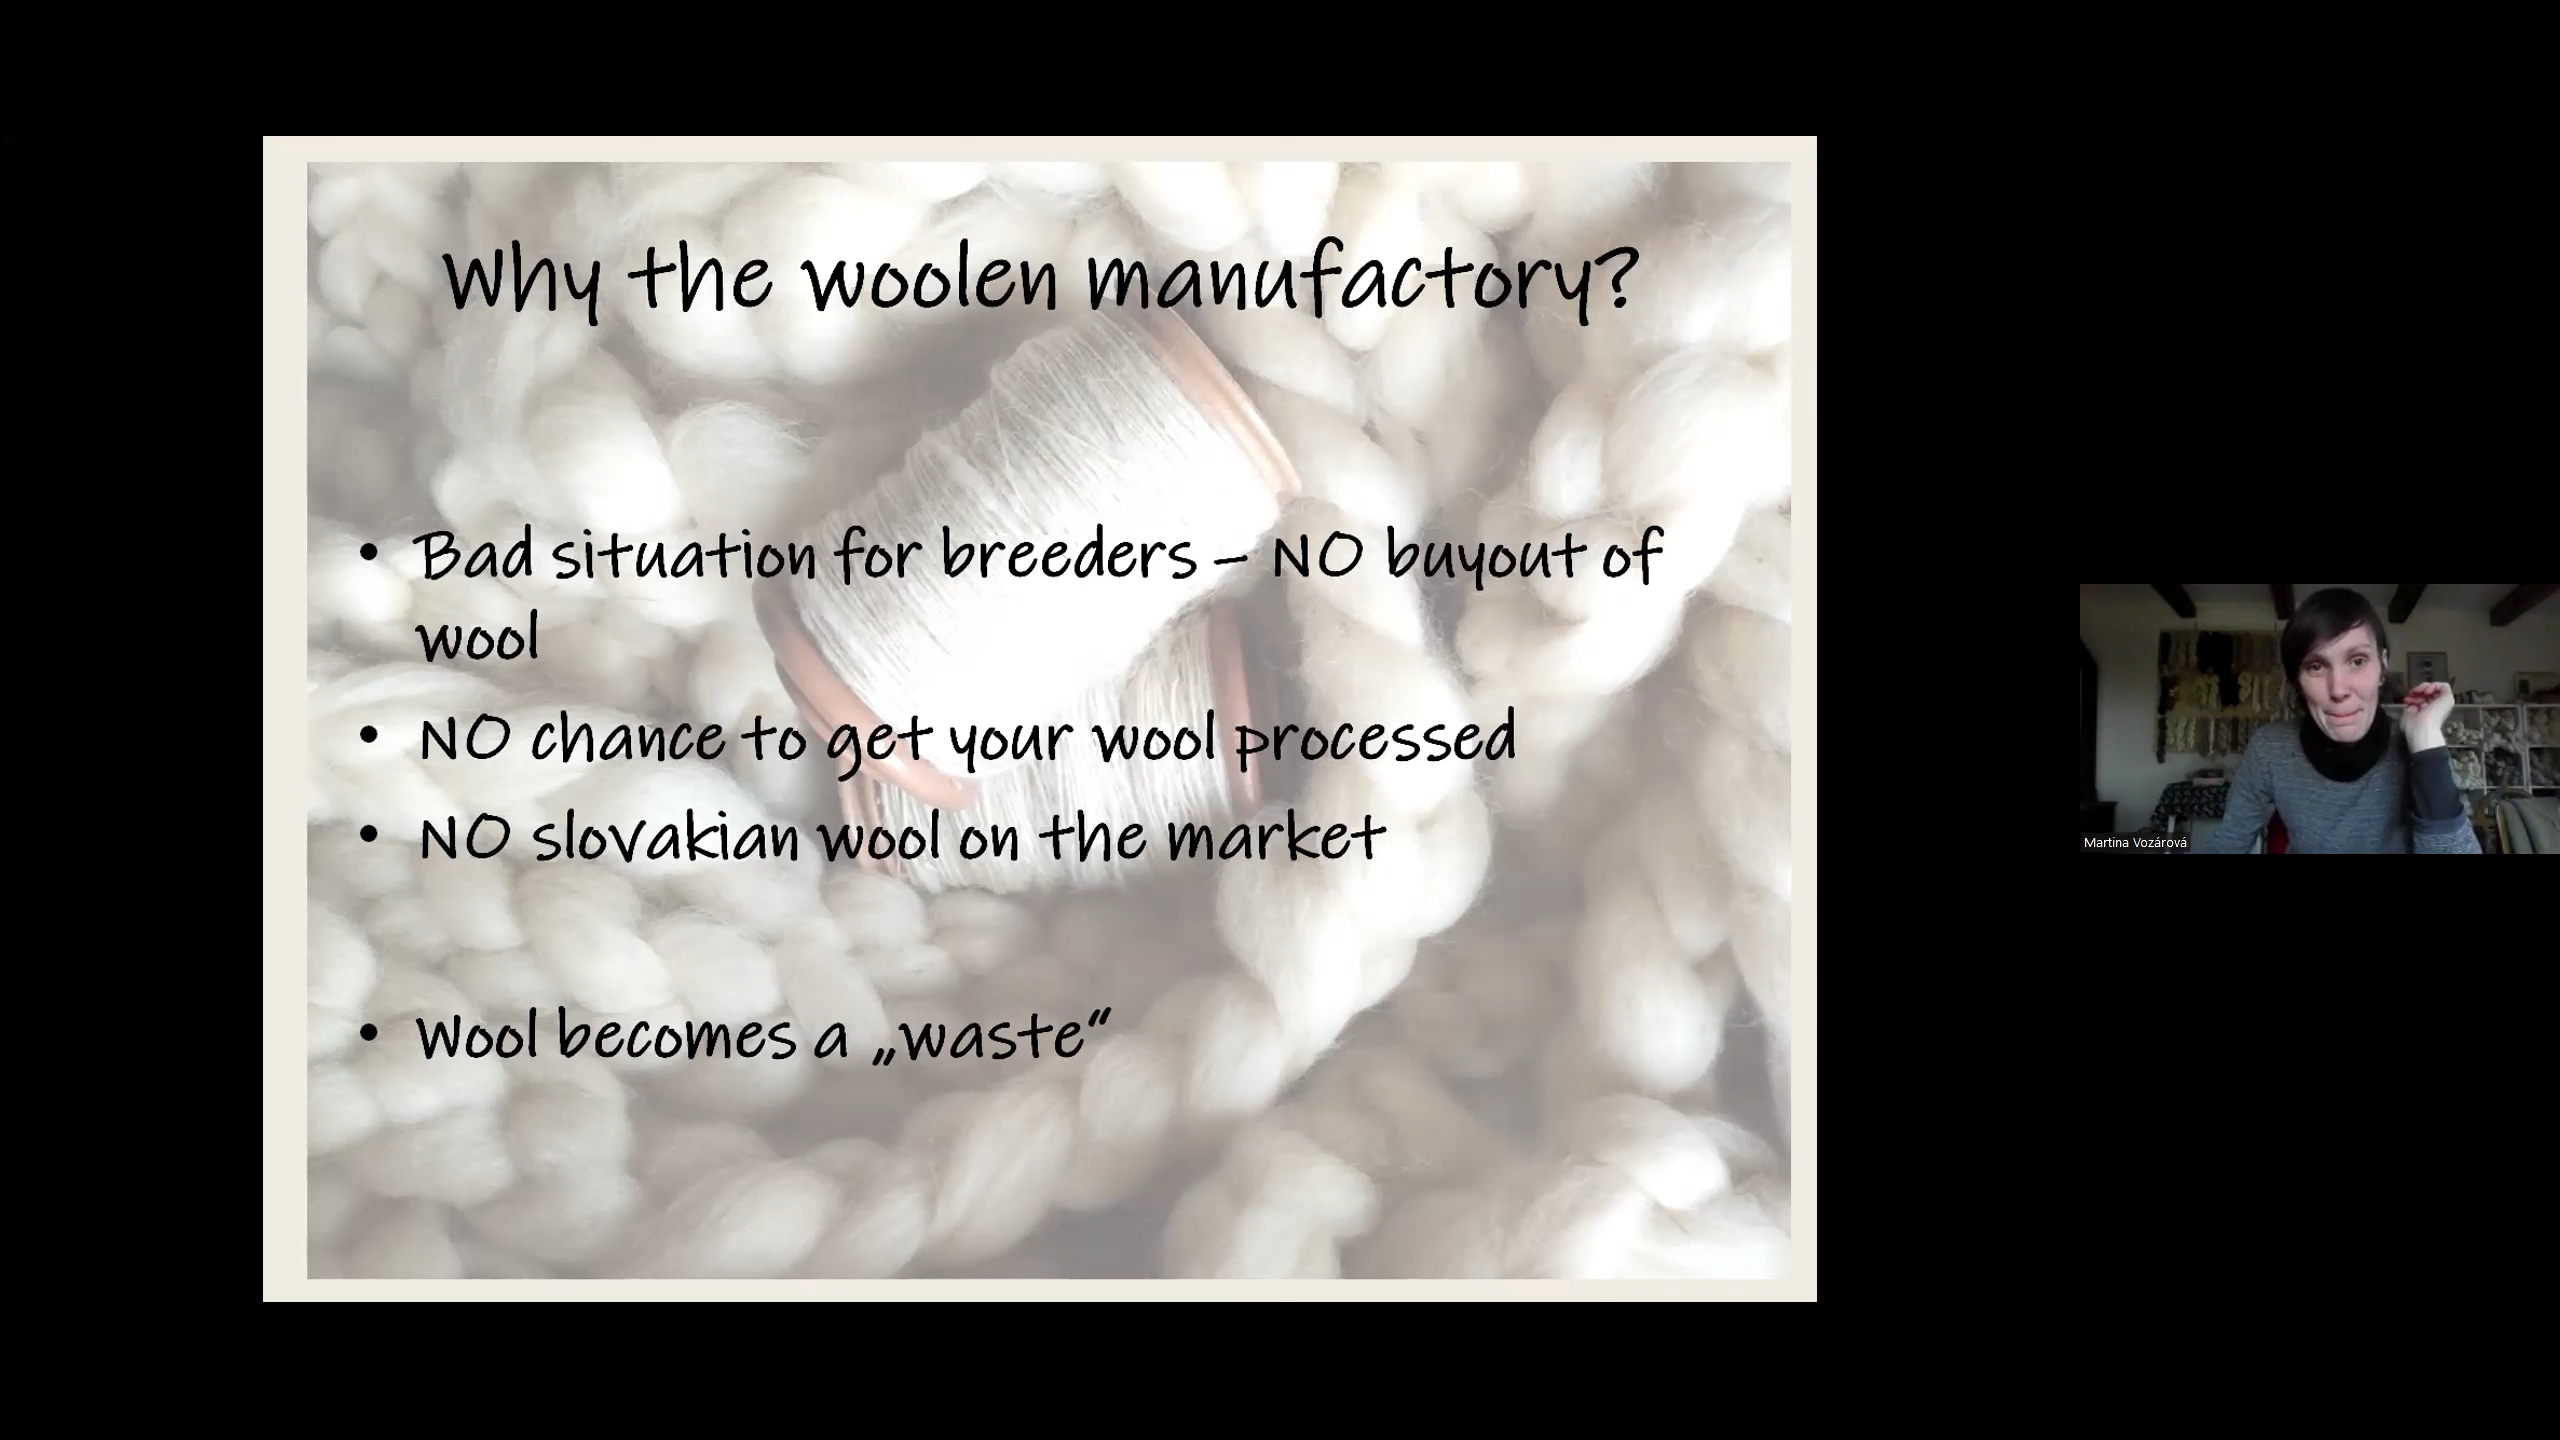 Why the woolen manufactory?
• Bad situation for breeders – NO buyout of
wool
• NO chance to get your wool processed
• NO slovakian wool on the market
• Wool becomes a „waste“
Martina Vozárová